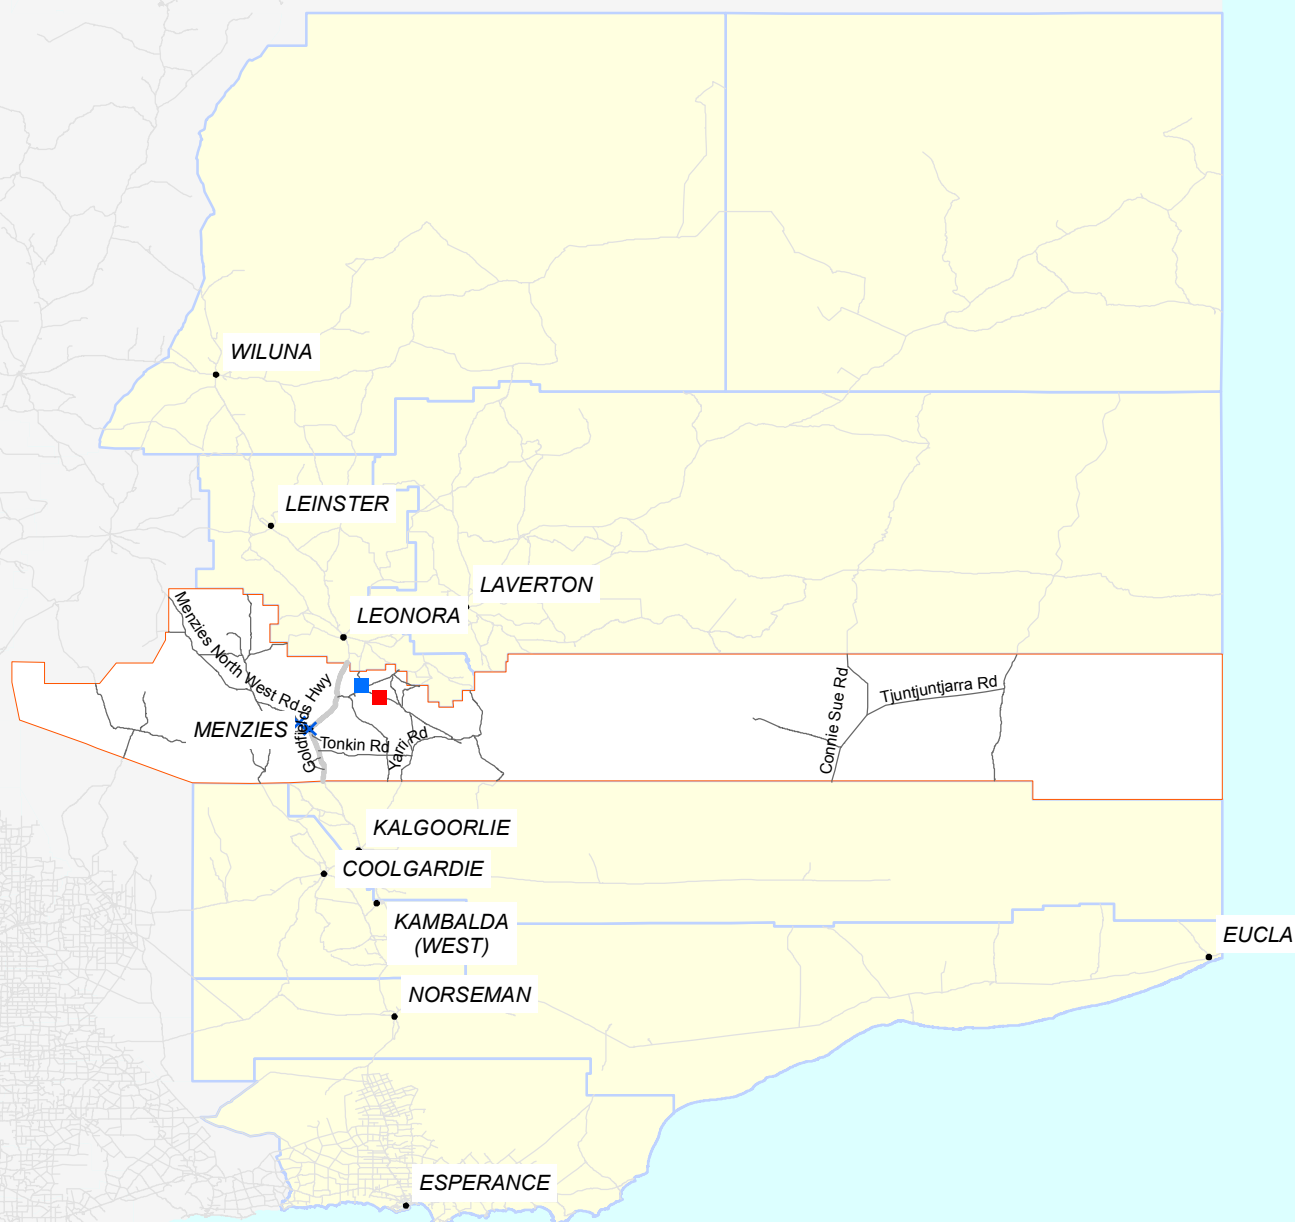 WILUNA
LEINSTER
LAVERTON
LEONORA
Menzies North West Rd
Goldfields Hwy
MENZIES
Tonkin Rd
Yarri Rd
Connie Sue Rd
Tjuntjuntjarra Rd
KALGOORLIE
COOLGARDIE
KAMBALDA
(WEST)
EUCLA
NORSEMAN
ESPERANCE